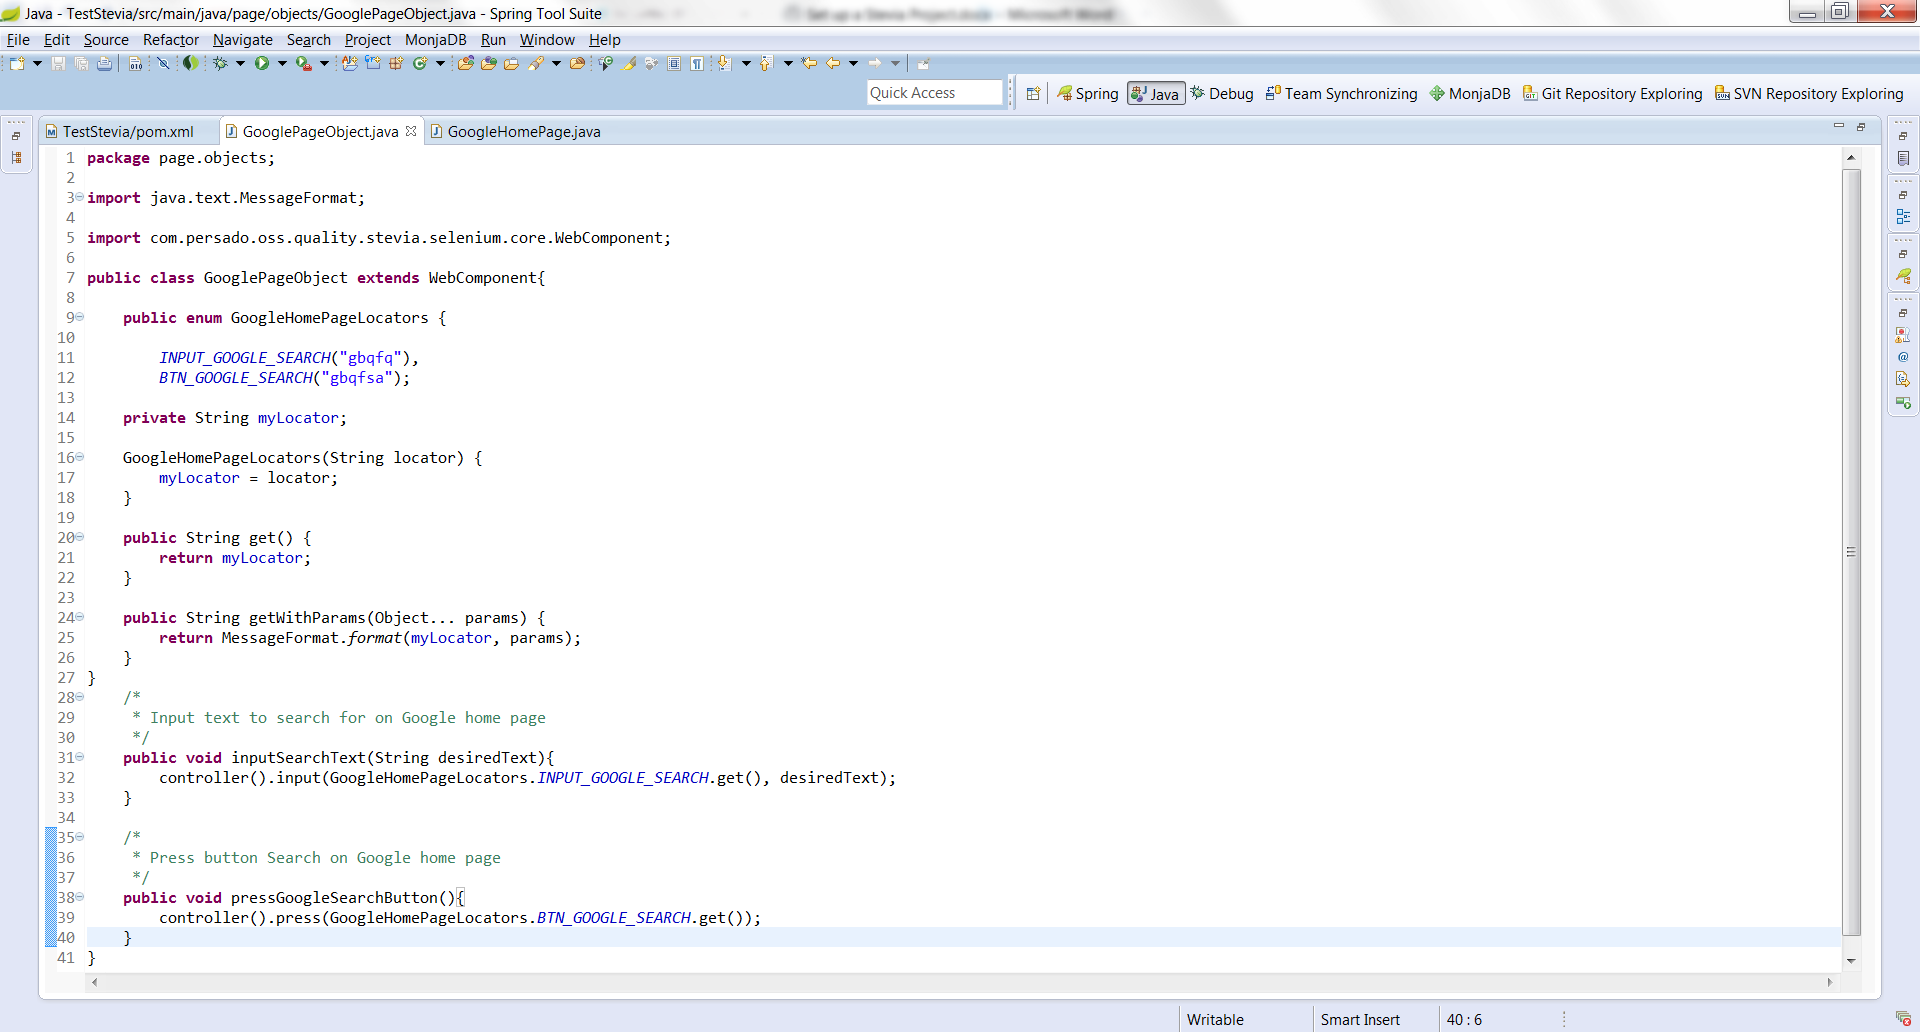 Java - TestStevia/src/main/java/page/objects/GooglePageObject.java - Spring Tool Suite
File Edit Source Refactor Navigate Search Project MonjaDB Run Window Help
Quick Access Spring Java Debug Team Synchronizing MonjaDB Git Repository Exploring SVN Repository Exploring
TestStevia/pom.xml GooglePageObject.java GoogleHomePage.java
1 package page.objects;
2
3 import java.text.MessageFormat;
4
5 import com.persado.oss.quality.stevia.selenium.core.WebComponent;
6
7 public class GooglePageObject extends WebComponent{
8
9 public enum GoogleHomePageLocators {
10
11 INPUT_GOOGLE_SEARCH("gbqfq"),
12 BTN_GOOGLE_SEARCH("gbqfsa");
13
14 private String myLocator;
15
16 GoogleHomePageLocators(String locator) {
17 myLocator = locator;
18 }
19
20 public String get() {
21 return myLocator;
22 }
23
24 public String getWithParams(Object... params) {
25 return MessageFormat.format(myLocator, params);
26 }
27 }
28 /*
29 * Input text to search for on Google home page
30 */
31 public void inputSearchText(String desiredText){
32 controller().input(GoogleHomePageLocators.INPUT_GOOGLE_SEARCH.get(), desiredText);
33 }
34
35 /*
36 * Press button Search on Google home page
37 */
38 public void pressGoogleSearchButton(){
39 controller().press(GoogleHomePageLocators.BTN_GOOGLE_SEARCH.get());
40 }
41 }
Writable Smart Insert 40 : 6